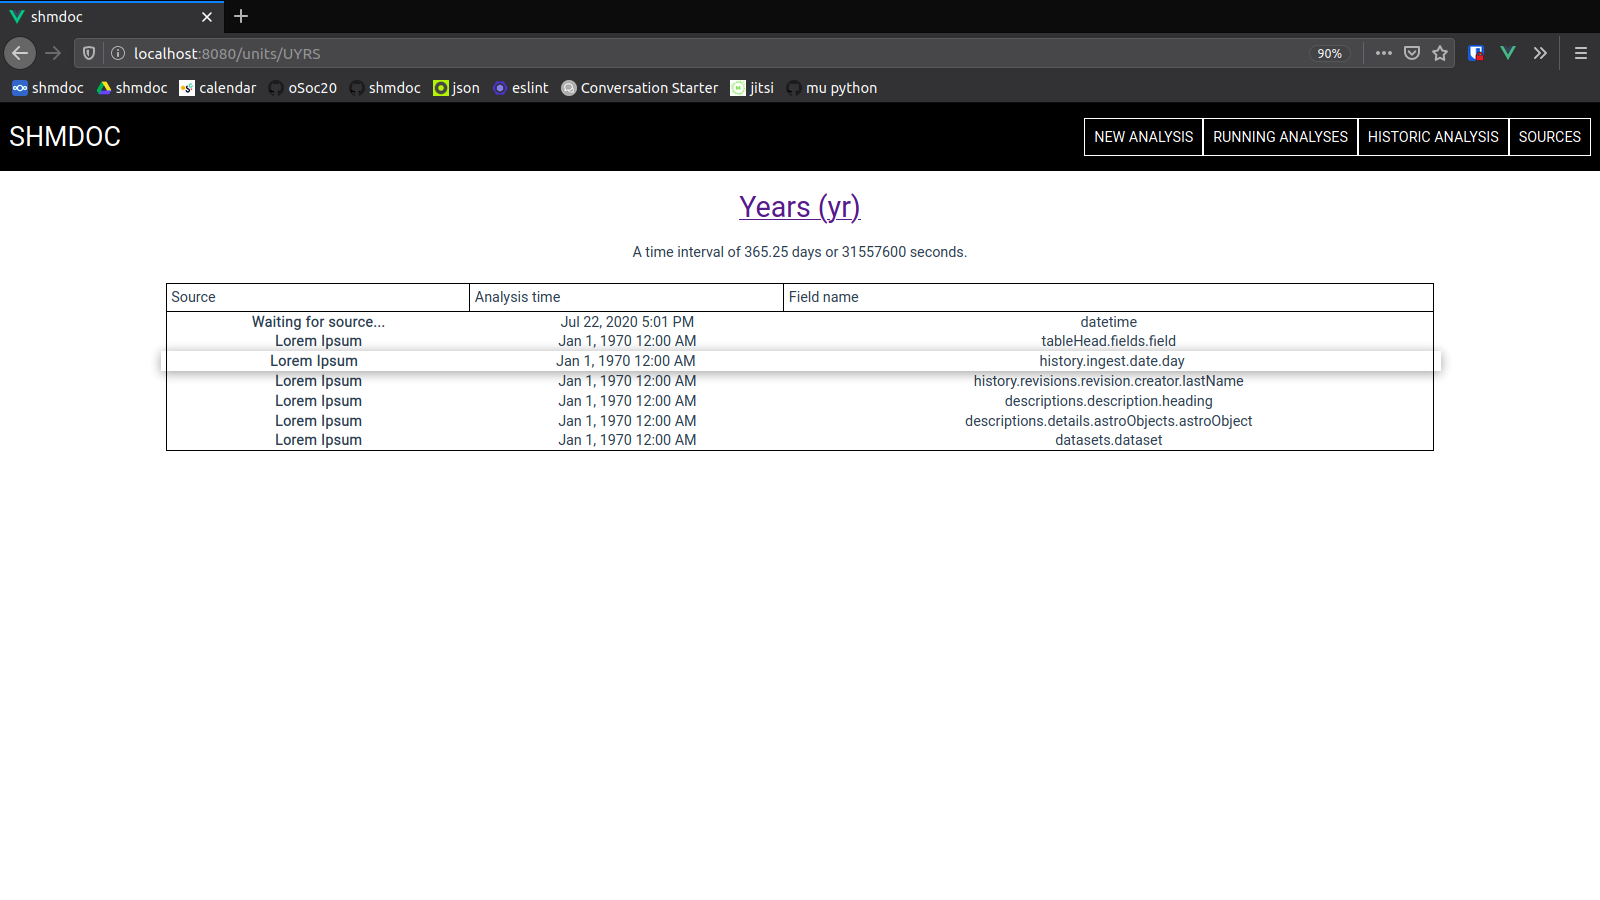 shmdoc
localhost:8080/units/UYRS
90%
shmdoc shmdoc calendar oSoc20 shmdoc json eslint Conversation Starter jitsi mu python
SHMDOC
NEW ANALYSIS RUNNING ANALYSES HISTORIC ANALYSIS SOURCES
Years (yr)
A time interval of 365.25 days or 31557600 seconds.
Source Analysis time Field name
Waiting for source... Jul 22, 2020 5:01 PM datetime
Lorem Ipsum Jan 1, 1970 12:00 AM tableHead.fields.field
Lorem Ipsum Jan 1, 1970 12:00 AM history.ingest.date.day
Lorem Ipsum Jan 1, 1970 12:00 AM history.revisions.revision.creator.lastName
Lorem Ipsum Jan 1, 1970 12:00 AM descriptions.description.heading
Lorem Ipsum Jan 1, 1970 12:00 AM descriptions.details.astroObjects.astroObject
Lorem Ipsum Jan 1, 1970 12:00 AM datasets.dataset